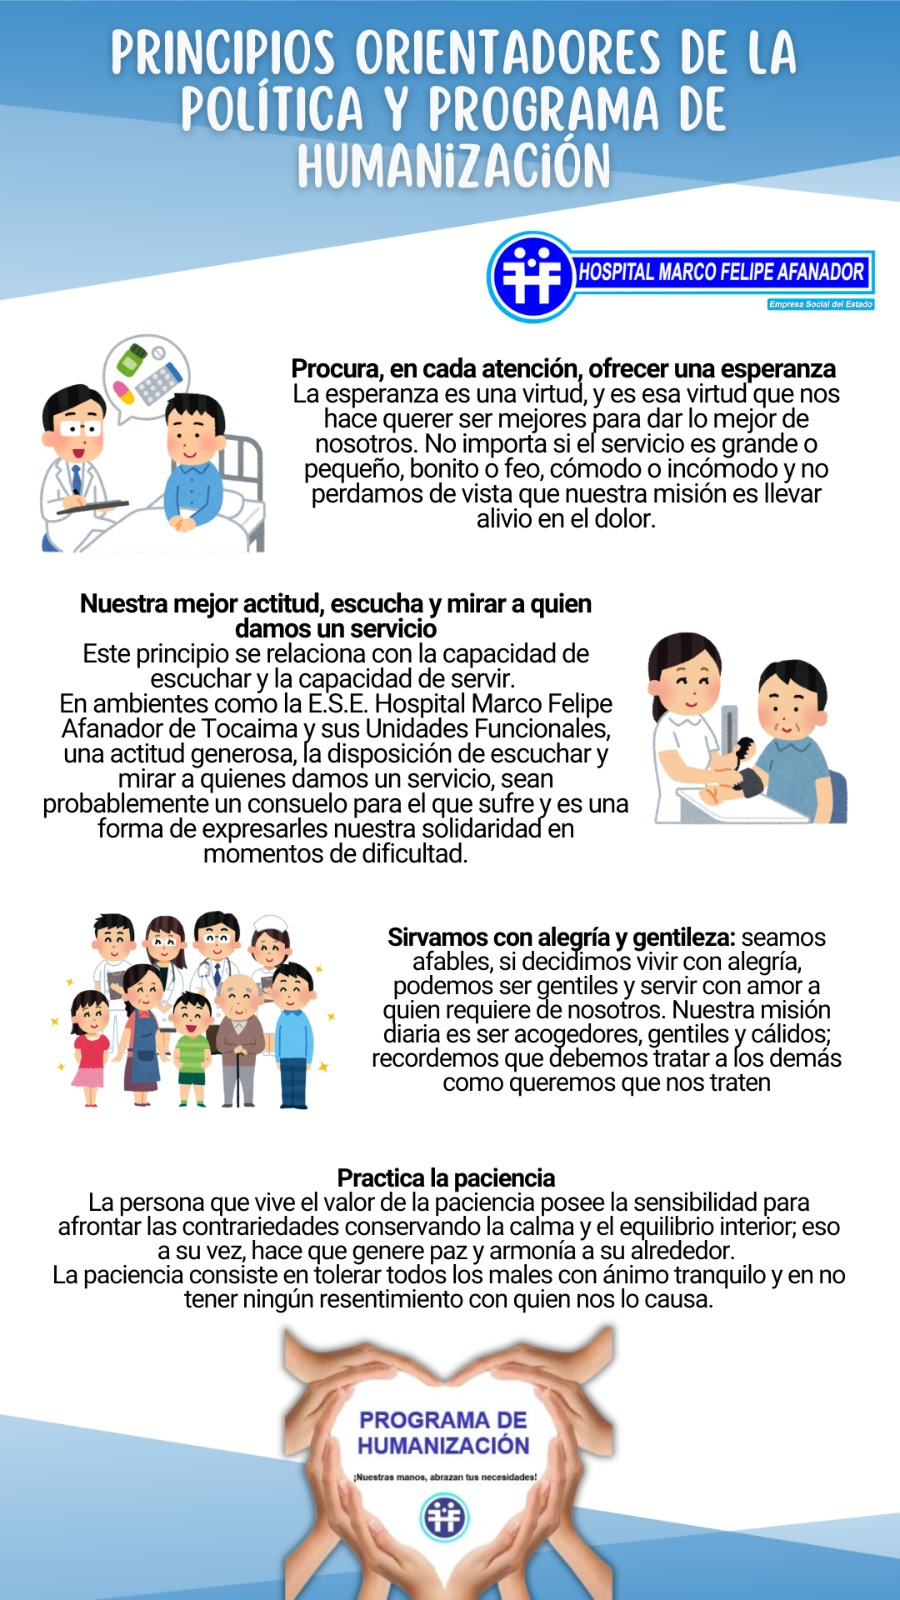 PRINCIPIOS ORIENTADORES DE LA
POLÍTICA Y PROGRAMA DE
HUMANIZACIÓN
HOSPITAL MARCO FELIPE AFANADOR
Empresa Social del Estado
Procura, en cada atención, ofrecer una esperanza
La esperanza es una virtud, y es esa virtud que nos
hace querer ser mejores para dar lo mejor de
nosotros. No importa si el servicio es grande o
pequeño, bonito o feo, cómodo o incómodo y no
perdamos de vista que nuestra misión es llevar
alivio en el dolor.
Nuestra mejor actitud, escucha y mirar a quien
damos un servicio
Este principio se relaciona con la capacidad de
escuchar y la capacidad de servir.
En ambientes como la E.S.E. Hospital Marco Felipe
Afanador de Tocaima y sus Unidades Funcionales,
una actitud generosa, la disposición de escuchar y
mirar a quienes damos un servicio, sean
probablemente un consuelo para el que sufre y es una
forma de expresarles nuestra solidaridad en
momentos de dificultad.
Sirvamos con alegría y gentileza: seamos
afables, si decidimos vivir con alegría,
podemos ser gentiles y servir con amor a
quien requiere de nosotros. Nuestra misión
diaria es ser acogedores, gentiles y cálidos;
recordemos que debemos tratar a los demás
como queremos que nos traten
Practica la paciencia
La persona que vive el valor de la paciencia posee la sensibilidad para
afrontar las contrariedades conservando la calma y el equilibrio interior; eso
a su vez, hace que genere paz y armonía a su alrededor.
La paciencia consiste en tolerar todos los males con ánimo tranquilo y en no
tener ningún resentimiento con quien nos lo causa.
PROGRAMA DE
HUMANIZACIÓN
¡Nuestras manos, abrazan tus necesidades!